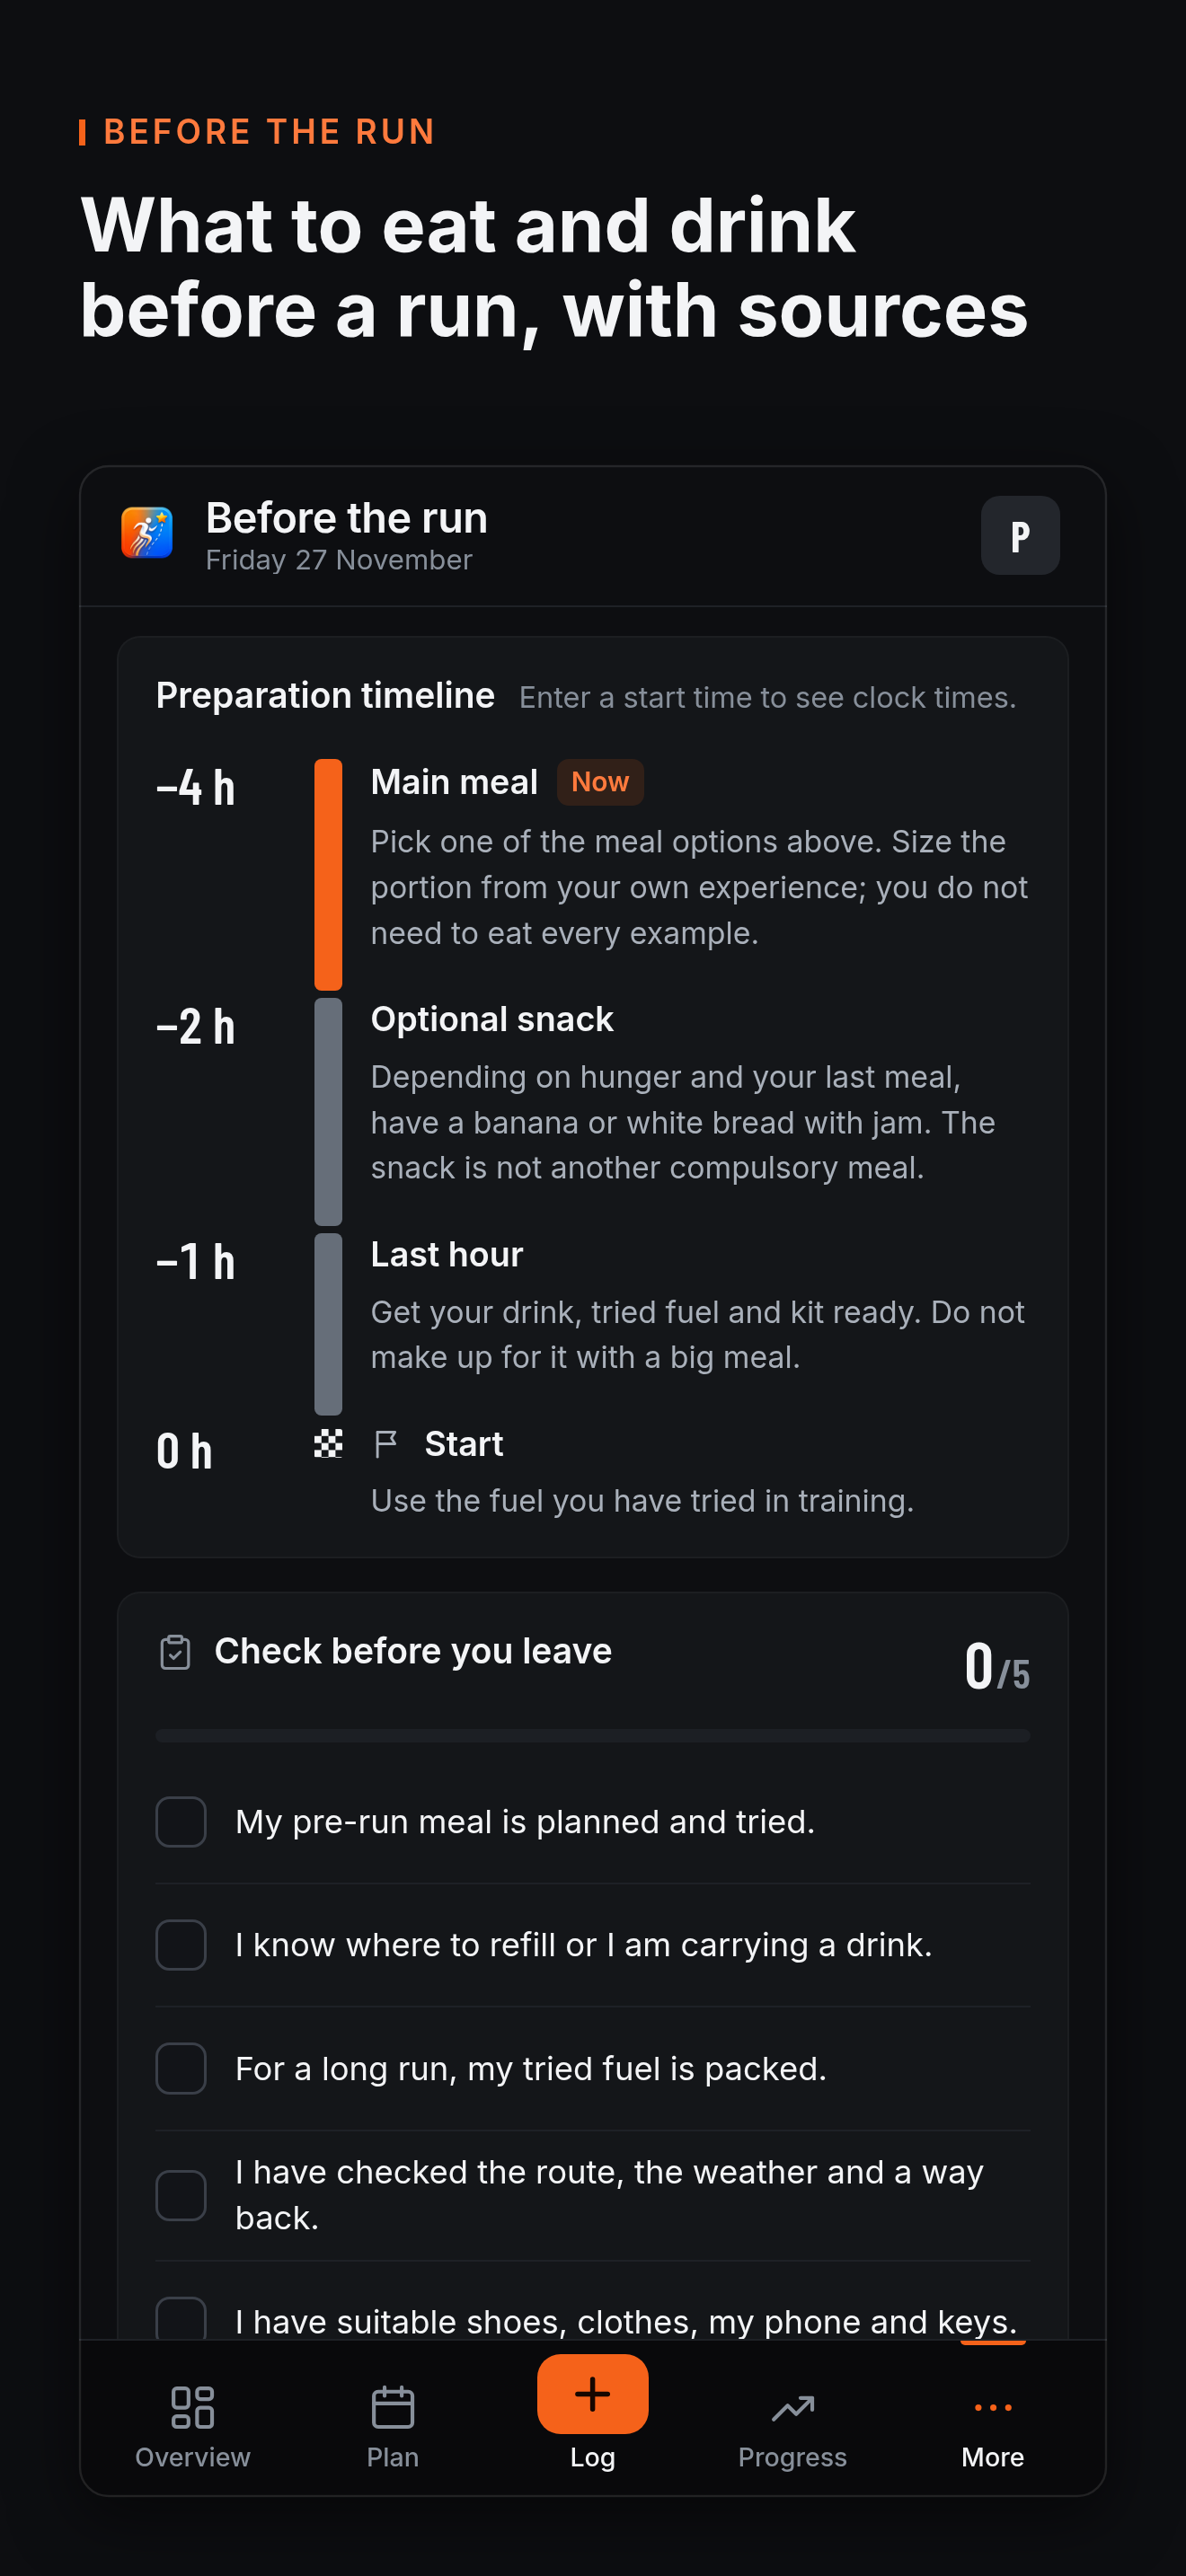 BEFORE THE RUN
What to eat and drink
before a run, with sources
Before the run
Friday 27 November
P
Preparation timeline Enter a start time to see clock times.
–4 h
Main meal Now
Pick one of the meal options above. Size the
portion from your own experience; you do not
need to eat every example.
–2 h
Optional snack
Depending on hunger and your last meal,
have a banana or white bread with jam. The
snack is not another compulsory meal.
–1 h
Last hour
Get your drink, tried fuel and kit ready. Do not
make up for it with a big meal.
0 h
Start
Use the fuel you have tried in training.
Check before you leave
0/5
My pre-run meal is planned and tried.
I know where to refill or I am carrying a drink.
For a long run, my tried fuel is packed.
I have checked the route, the weather and a way
back.
I have suitable shoes, clothes, my phone and keys.
Overview
Plan
Log
Progress
More